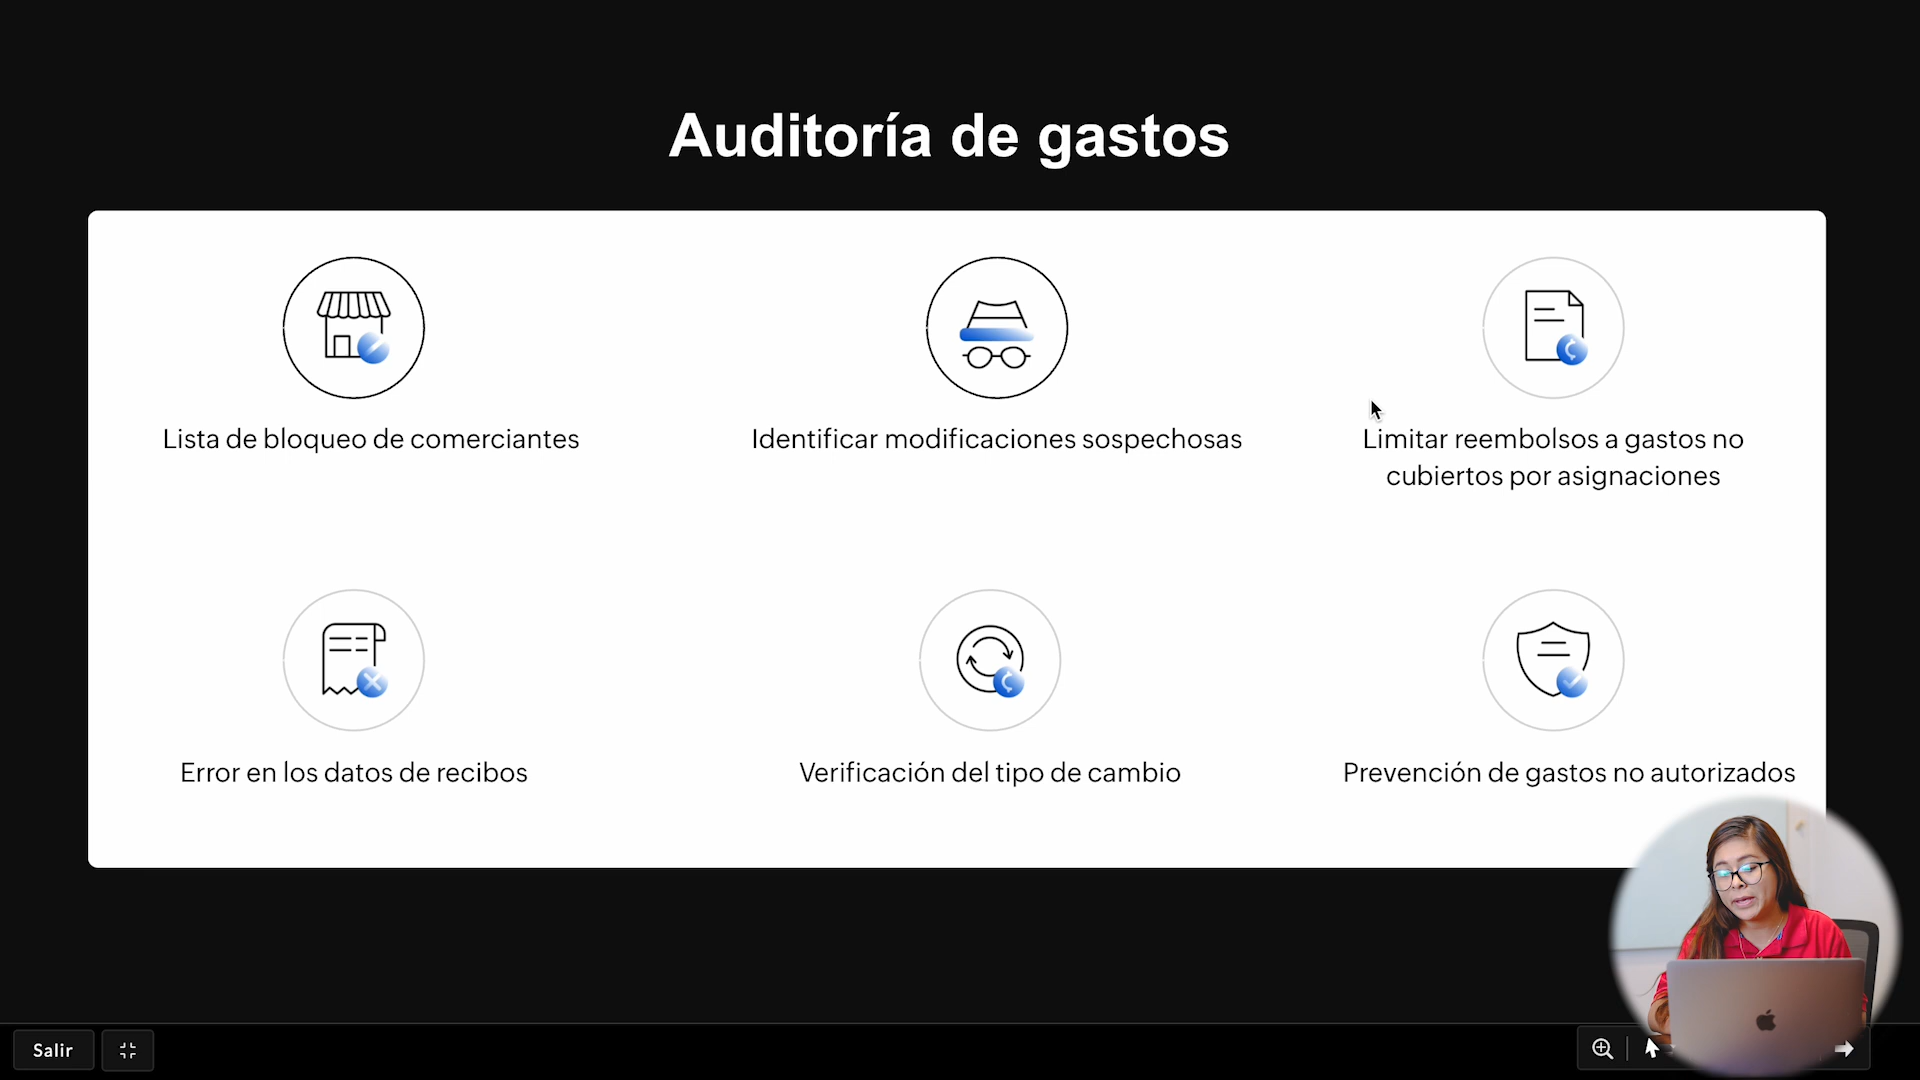 Auditoría de gastos
Lista de bloqueo de comerciantes
Identificar modificaciones sospechosas
Limitar reembolsos a gastos no
cubiertos por asignaciones
Error en los datos de recibos
Verificación del tipo de cambio
Prevención de gastos no autorizados
Salir